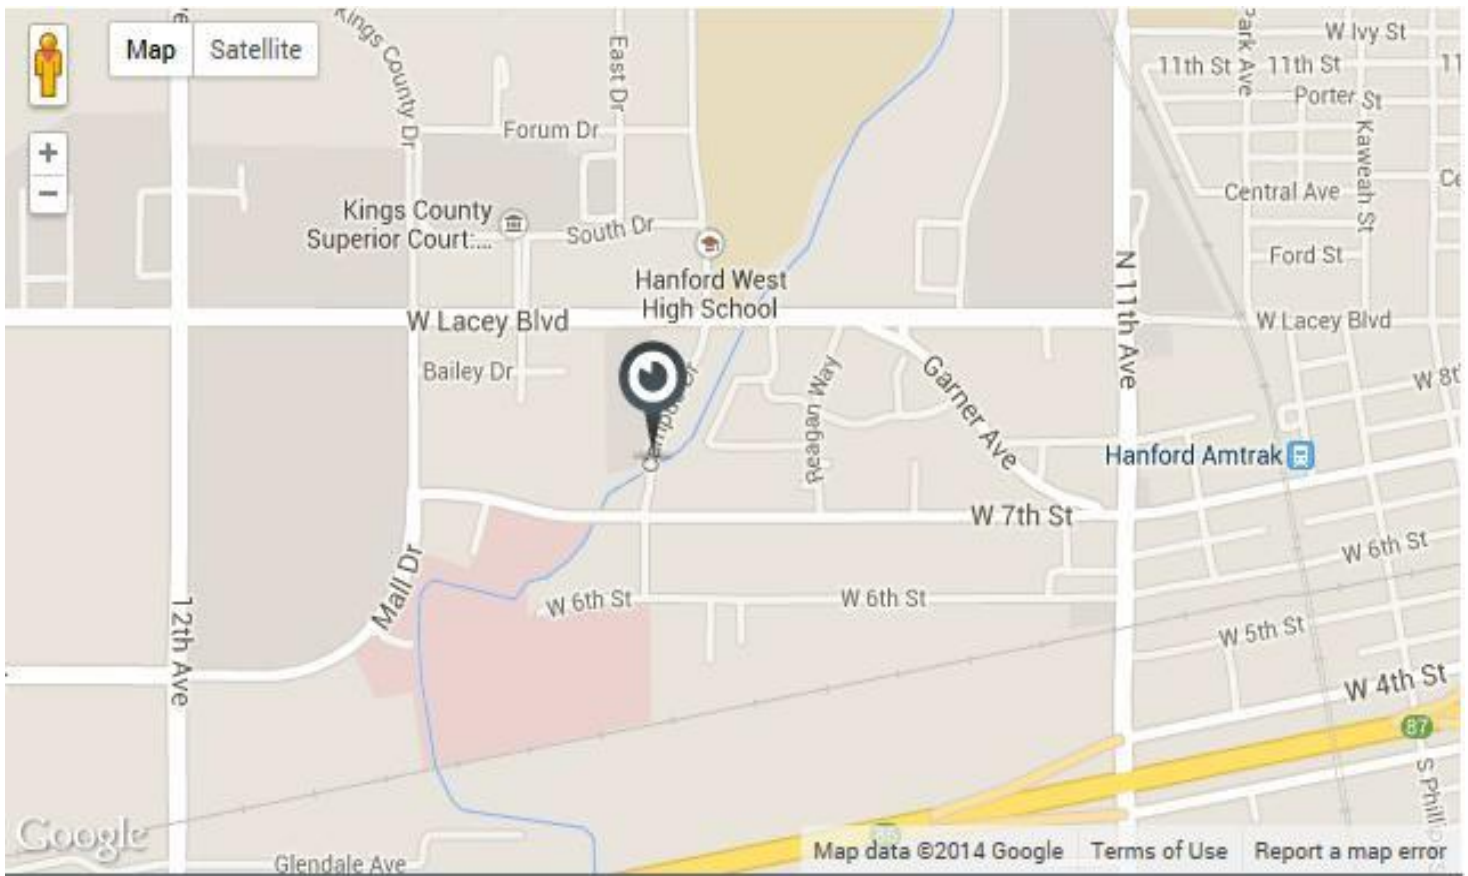 Map
Satellite
+
−
Kings County Dr
East Dr
Forum Dr
Park Ave
W Ivy St
11th St
11th St
11
Porter St
Kaweah St
Central Ave
Ce
Kings County
Superior Court:...
South Dr
Hanford West
High School
Ford St
N 11th Ave
W Lacey Blvd
W Lacey Blvd
Bailey Dr
Reagan Way
Garner Ave
W 8t
Hanford Amtrak
W 7th St
W 6th St
Mall Dr
12th Ave
W 6th St
W 6th St
W 5th St
W 4th St
87
S Phillip
Google
Glendale Ave
Map data ©2014 Google
Terms of Use
Report a map error